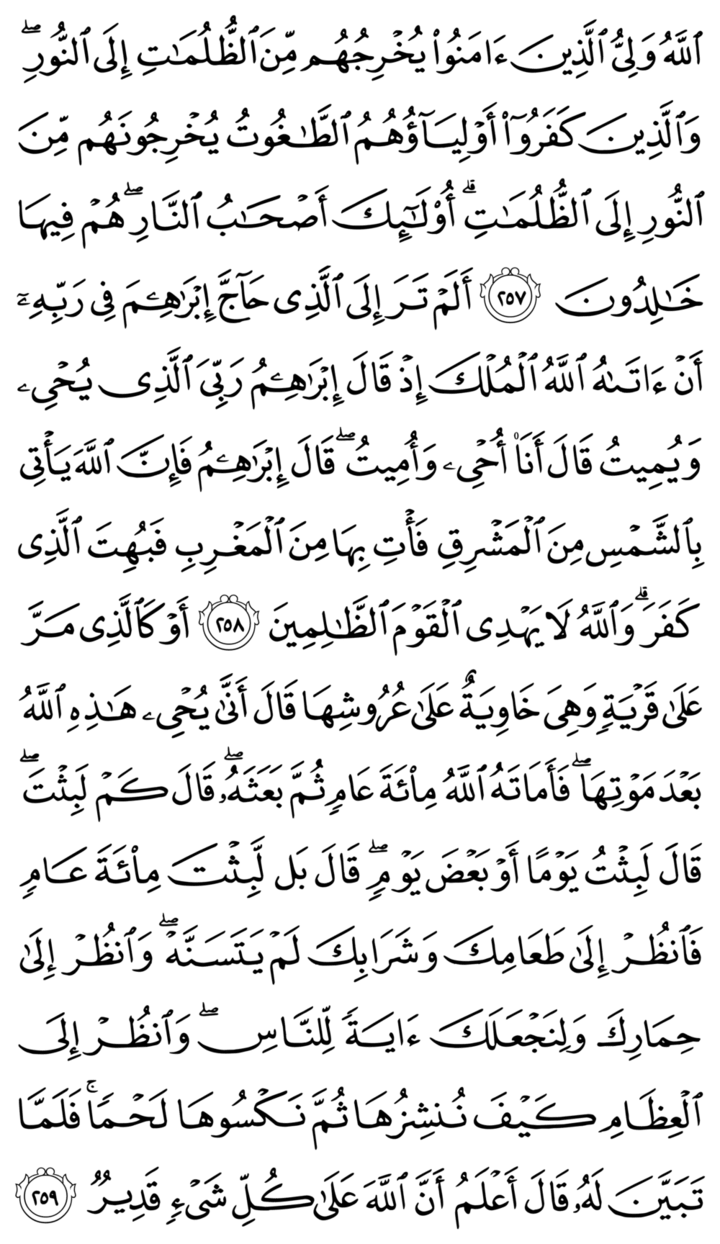 ٱللَّهُ وَلِيُّ ٱلَّذِينَ ءَامَنُوا۟ يُخْرِجُهُم مِّنَ ٱلظُّلُمَـٰتِ إِلَى ٱلنُّورِ ۖ
وَٱلَّذِينَ كَفَرُوٓا۟ أَوْلِيَآؤُهُمُ ٱلطَّـٰغُوتُ يُخْرِجُونَهُم مِّنَ
ٱلنُّورِ إِلَى ٱلظُّلُمَـٰتِ ۗ أُو۟لَـٰٓئِكَ أَصْحَـٰبُ ٱلنَّارِ ۖ هُمْ فِيهَا
خَـٰلِدُونَ ٢٥٧ أَلَمْ تَرَ إِلَى ٱلَّذِى حَآجَّ إِبْرَٰهِـۧمَ فِى رَبِّهِۦٓ
أَنْ ءَاتَىٰهُ ٱللَّهُ ٱلْمُلْكَ إِذْ قَالَ إِبْرَٰهِـۧمُ رَبِّىَ ٱلَّذِى يُحْىِۦ
وَيُمِيتُ قَالَ أَنَا۠ أُحْىِۦ وَأُمِيتُ ۖ قَالَ إِبْرَٰهِـۧمُ فَإِنَّ ٱللَّهَ يَأْتِى
بِٱلشَّمْسِ مِنَ ٱلْمَشْرِقِ فَأْتِ بِهَا مِنَ ٱلْمَغْرِبِ فَبُهِتَ ٱلَّذِى
كَفَرَ ۗ وَٱللَّهُ لَا يَهْدِى ٱلْقَوْمَ ٱلظَّـٰلِمِينَ ٢٥٨ أَوْ كَٱلَّذِى مَرَّ
عَلَىٰ قَرْيَةٍ وَهِىَ خَاوِيَةٌ عَلَىٰ عُرُوشِهَا قَالَ أَنَّىٰ يُحْىِۦ هَـٰذِهِ ٱللَّهُ
بَعْدَ مَوْتِهَا ۖ فَأَمَاتَهُ ٱللَّهُ مِا۟ئَةَ عَامٍ ثُمَّ بَعَثَهُۥ ۖ قَالَ كَمْ لَبِثْتَ ۖ
قَالَ لَبِثْتُ يَوْمًا أَوْ بَعْضَ يَوْمٍ ۖ قَالَ بَل لَّبِثْتَ مِا۟ئَةَ عَامٍ
فَٱنظُرْ إِلَىٰ طَعَامِكَ وَشَرَابِكَ لَمْ يَتَسَنَّهْ ۖ وَٱنظُرْ إِلَىٰ
حِمَارِكَ وَلِنَجْعَلَكَ ءَايَةً لِّلنَّاسِ ۖ وَٱنظُرْ إِلَى
ٱلْعِظَامِ كَيْفَ نُنشِزُهَا ثُمَّ نَكْسُوهَا لَحْمًا ۚ فَلَمَّا
تَبَيَّنَ لَهُۥ قَالَ أَعْلَمُ أَنَّ ٱللَّهَ عَلَىٰ كُلِّ شَىْءٍ قَدِيرٌ ٢٥٩